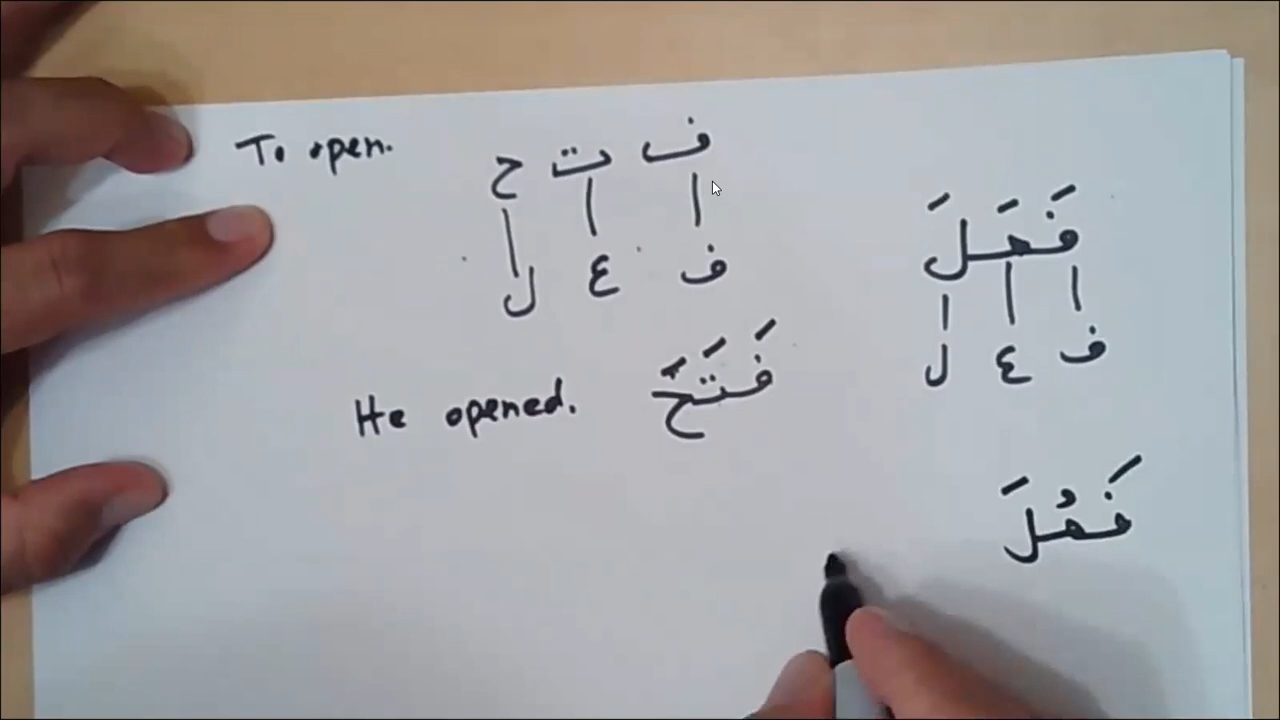 To open.
ف ت ح
ف ع ل
فَعَلَ
ف ع ل
He opened.
فَتَحَ
فَعُلَ